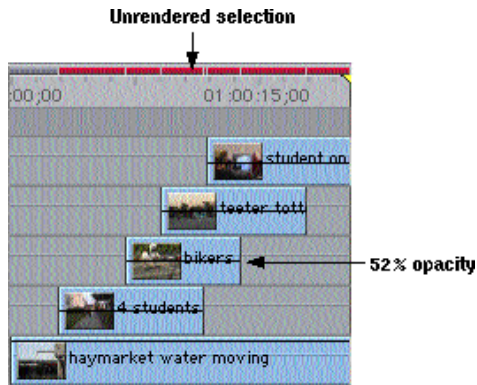 Unrendered selection
:00;00 01:00:15;00
student on
teeter tott
bikers
52% opacity
4 students
haymarket water moving